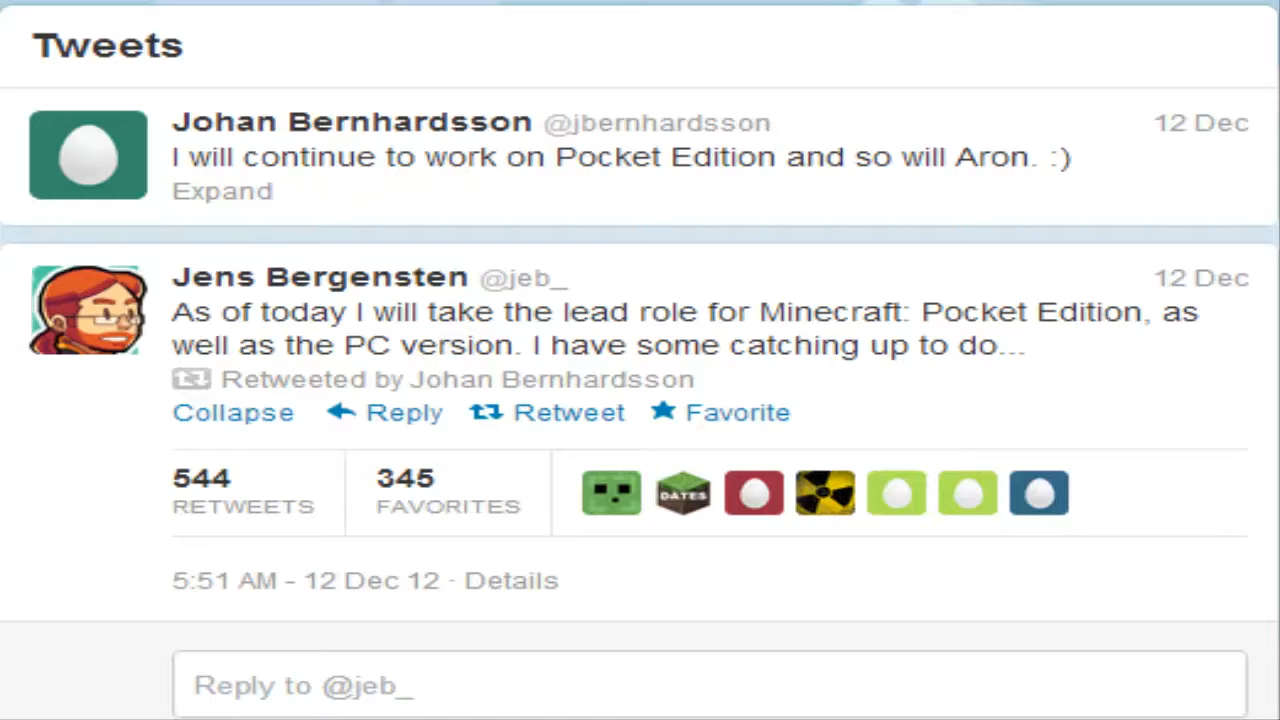 Tweets
Johan Bernhardsson @jbernhardsson 12 Dec
I will continue to work on Pocket Edition and so will Aron. :)
Expand
Jens Bergensten @jeb_ 12 Dec
As of today I will take the lead role for Minecraft: Pocket Edition, as
well as the PC version. I have some catching up to do...
Retweeted by Johan Bernhardsson
Collapse Reply Retweet Favorite
544 345
RETWEETS FAVORITES
DATES
5:51 AM - 12 Dec 12 · Details
Reply to @jeb_